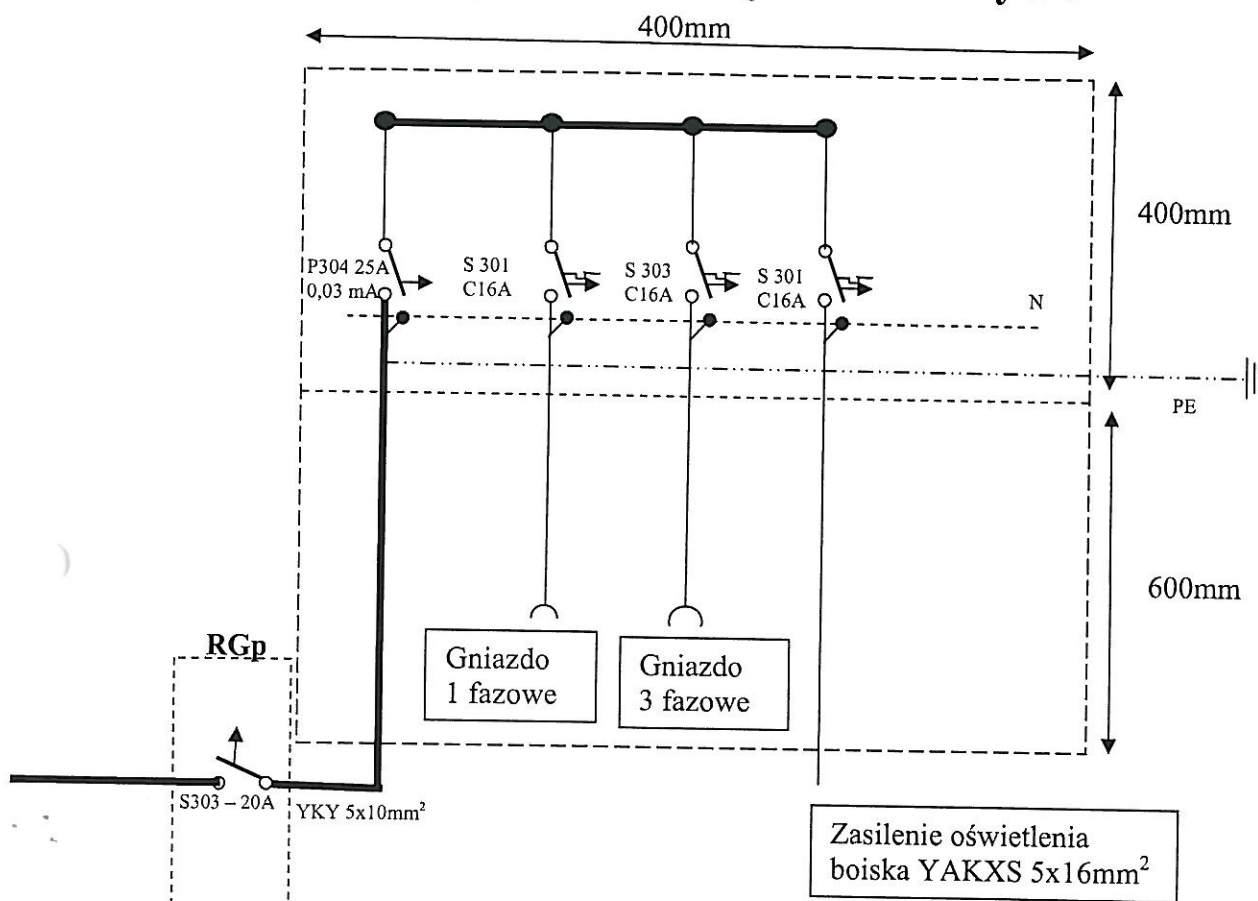 400mm
400mm
P304 25A
0,03 mA
S 301
C16A
S 303
C16A
S 301
C16A
N
PE
600mm
RGp
Gniazdo
1 fazowe
Gniazdo
3 fazowe
S303 – 20A
YKY 5x10mm²
Zasilenie oświetlenia
boiska YAKXS 5x16mm²